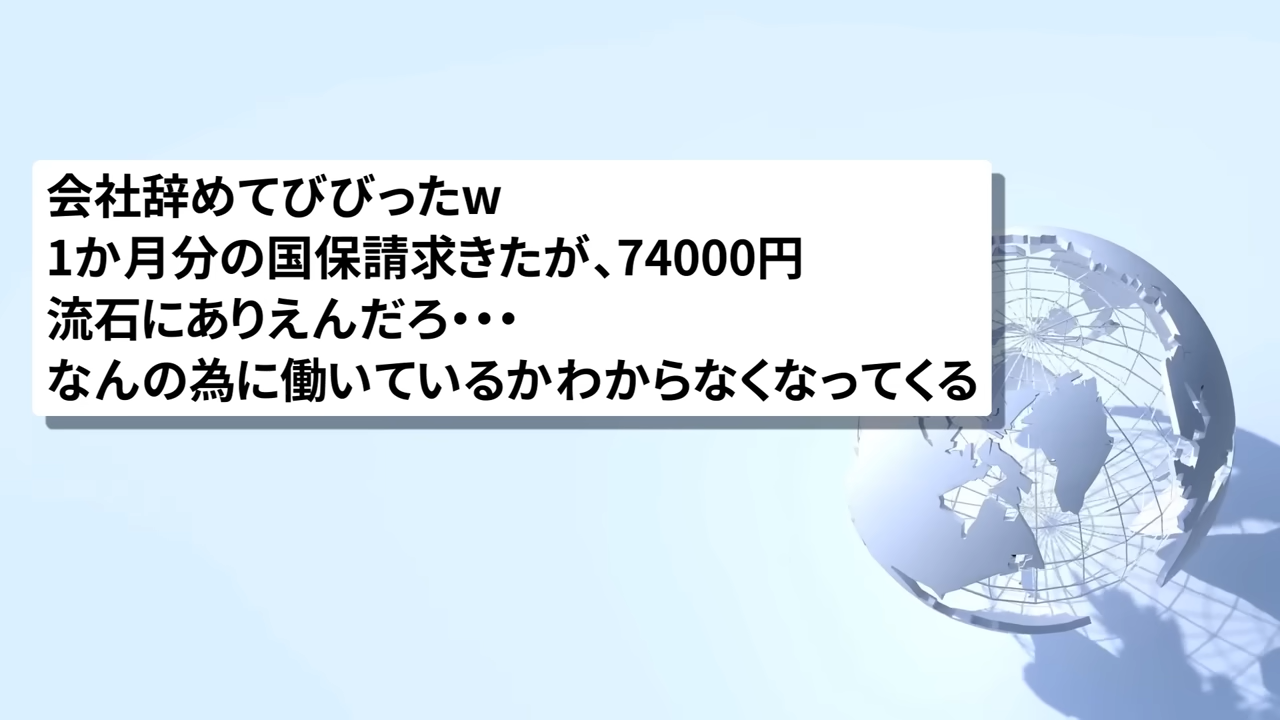 会社辞めてびびったw
1か月分の国保請求きたが、74000円
流石にありえんだろ・・・
なんの為に働いているかわからなくなってくる